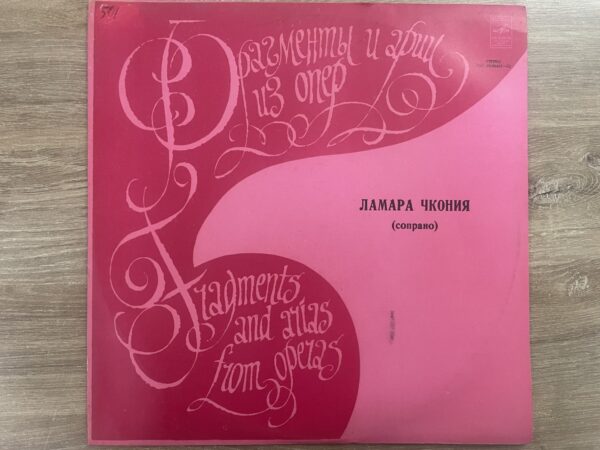 Фрагменты и арии
из опер
ЛАМАРА ЧКОНИЯ
(сопрано)
Fragments
and arias
from operas